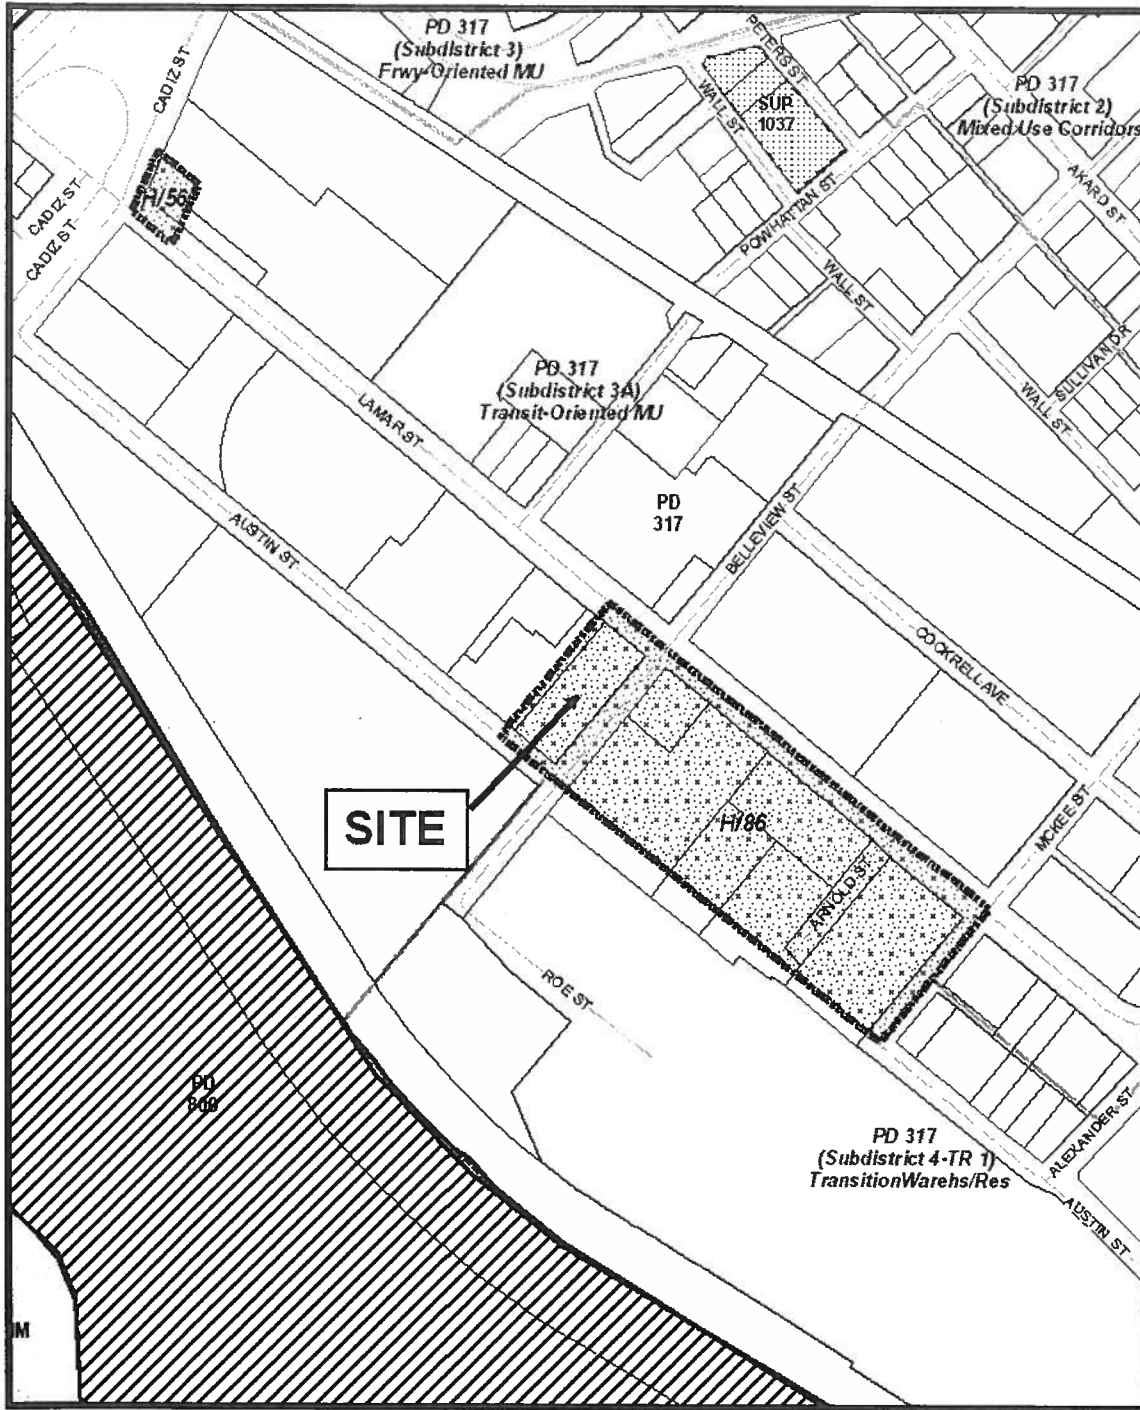 PD 317
(Subdistrict 3)
Frwy-Oriented MU
PETERS ST
CADIZ ST
WALL ST
SUP
1037
PD 317
(Subdistrict 2)
Mixed Use Corridors
AKARD ST
H/56
CADIZ ST
CADIZ ST
POWHATTAN ST
WALL ST
SULLIVAN DR
WALL ST
PD 317
(Subdistrict 3A)
Transit-Oriented MU
LAMAR ST
PD
317
BELLEVIEW ST
AUSTIN ST
COCKRELL AVE
SITE
H/86
MCKEE ST
ARNOLD ST
ROE ST
PD
809
PD 317
(Subdistrict 4-TR 1)
TransitionWarehs/Res
ALEXANDER ST
AUSTIN ST
IM